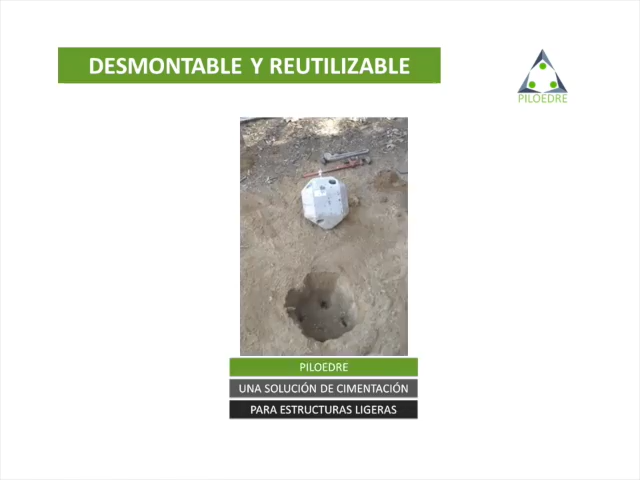 DESMONTABLE Y REUTILIZABLE
PILOEDRE
PILOEDRE
UNA SOLUCIÓN DE CIMENTACIÓN
PARA ESTRUCTURAS LIGERAS